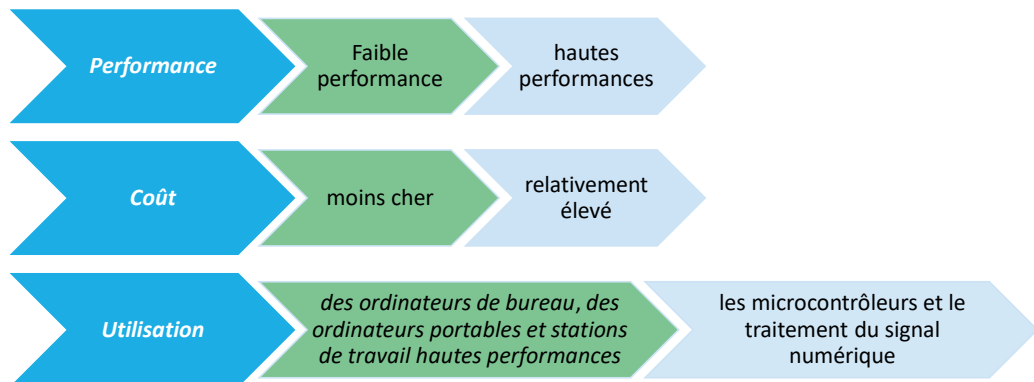 Performance
Faible
performance
hautes
performances
Coût
moins cher
relativement
élevé
Utilisation
des ordinateurs de bureau, des
ordinateurs portables et stations
de travail hautes performances
les microcontrôleurs et le
traitement du signal
numérique